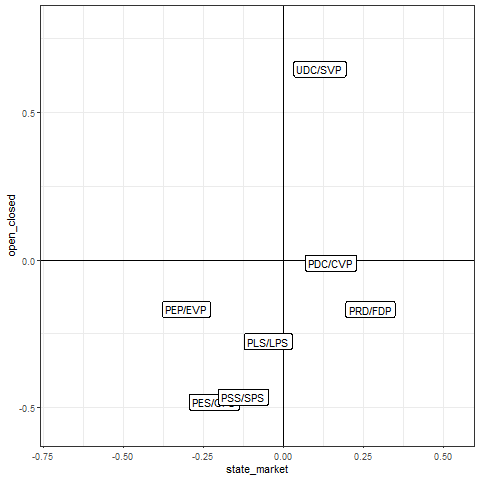 UDC/SVP
0.5
open_closed
0.0
PDC/CVP
PEP/EVP
PRD/FDP
PLS/LPS
PSS/SPS
-0.5
-0.75
-0.50
-0.25
0.00
0.25
0.50
state_market